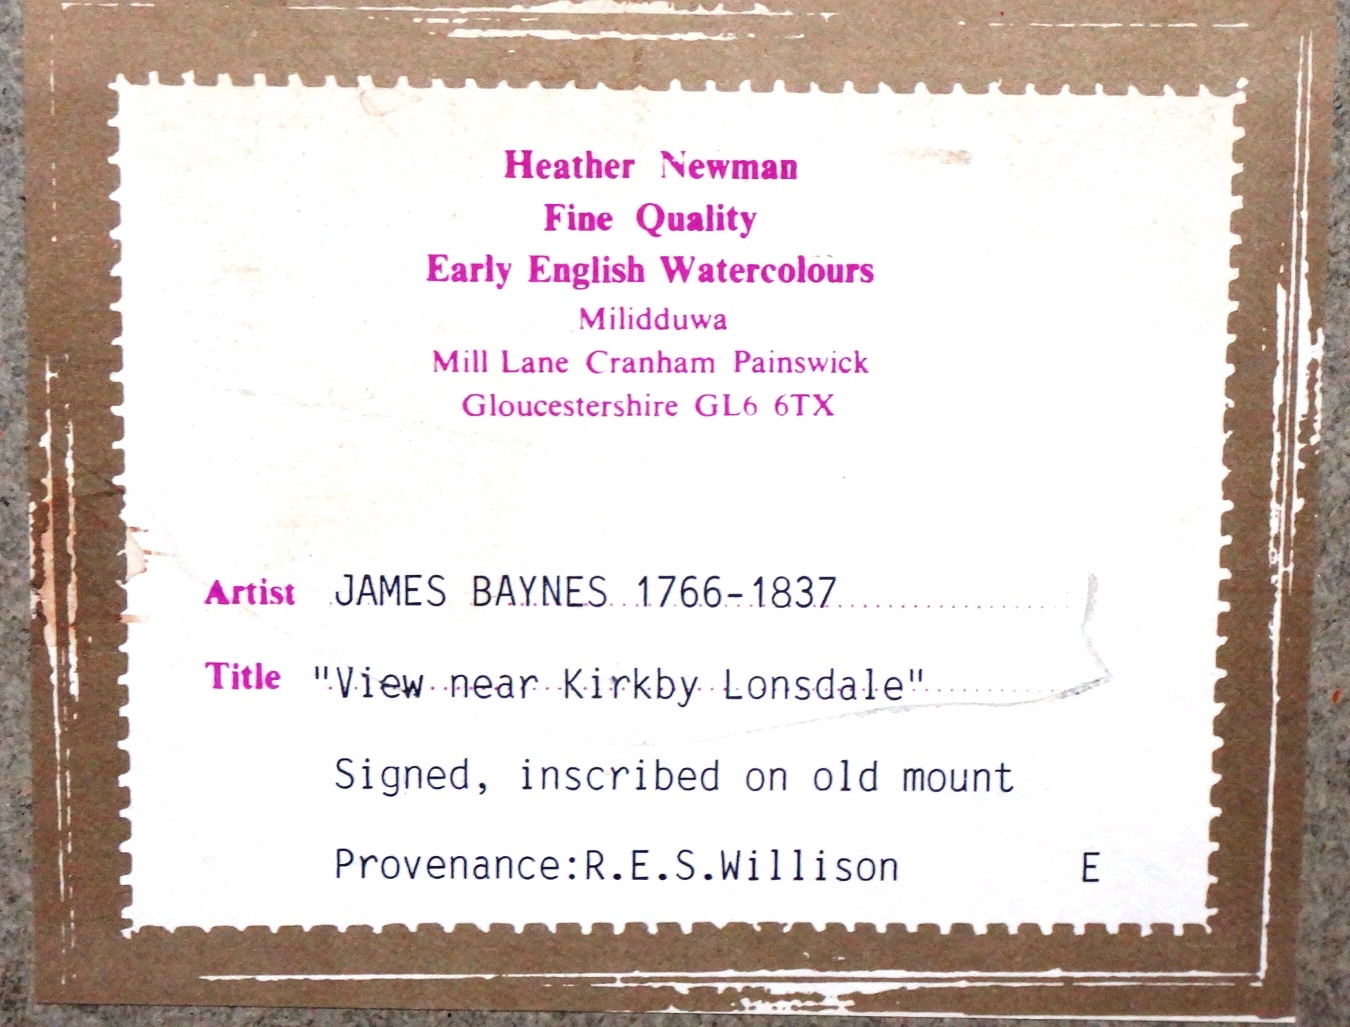 Heather Newman
Fine Quality
Early English Watercolours
Milidduwa
Mill Lane Cranham Painswick
Gloucestershire GL6 6TX
Artist JAMES BAYNES 1766-1837
Title "View near Kirkby Lonsdale"
Signed, inscribed on old mount
Provenance:R.E.S.Willison E